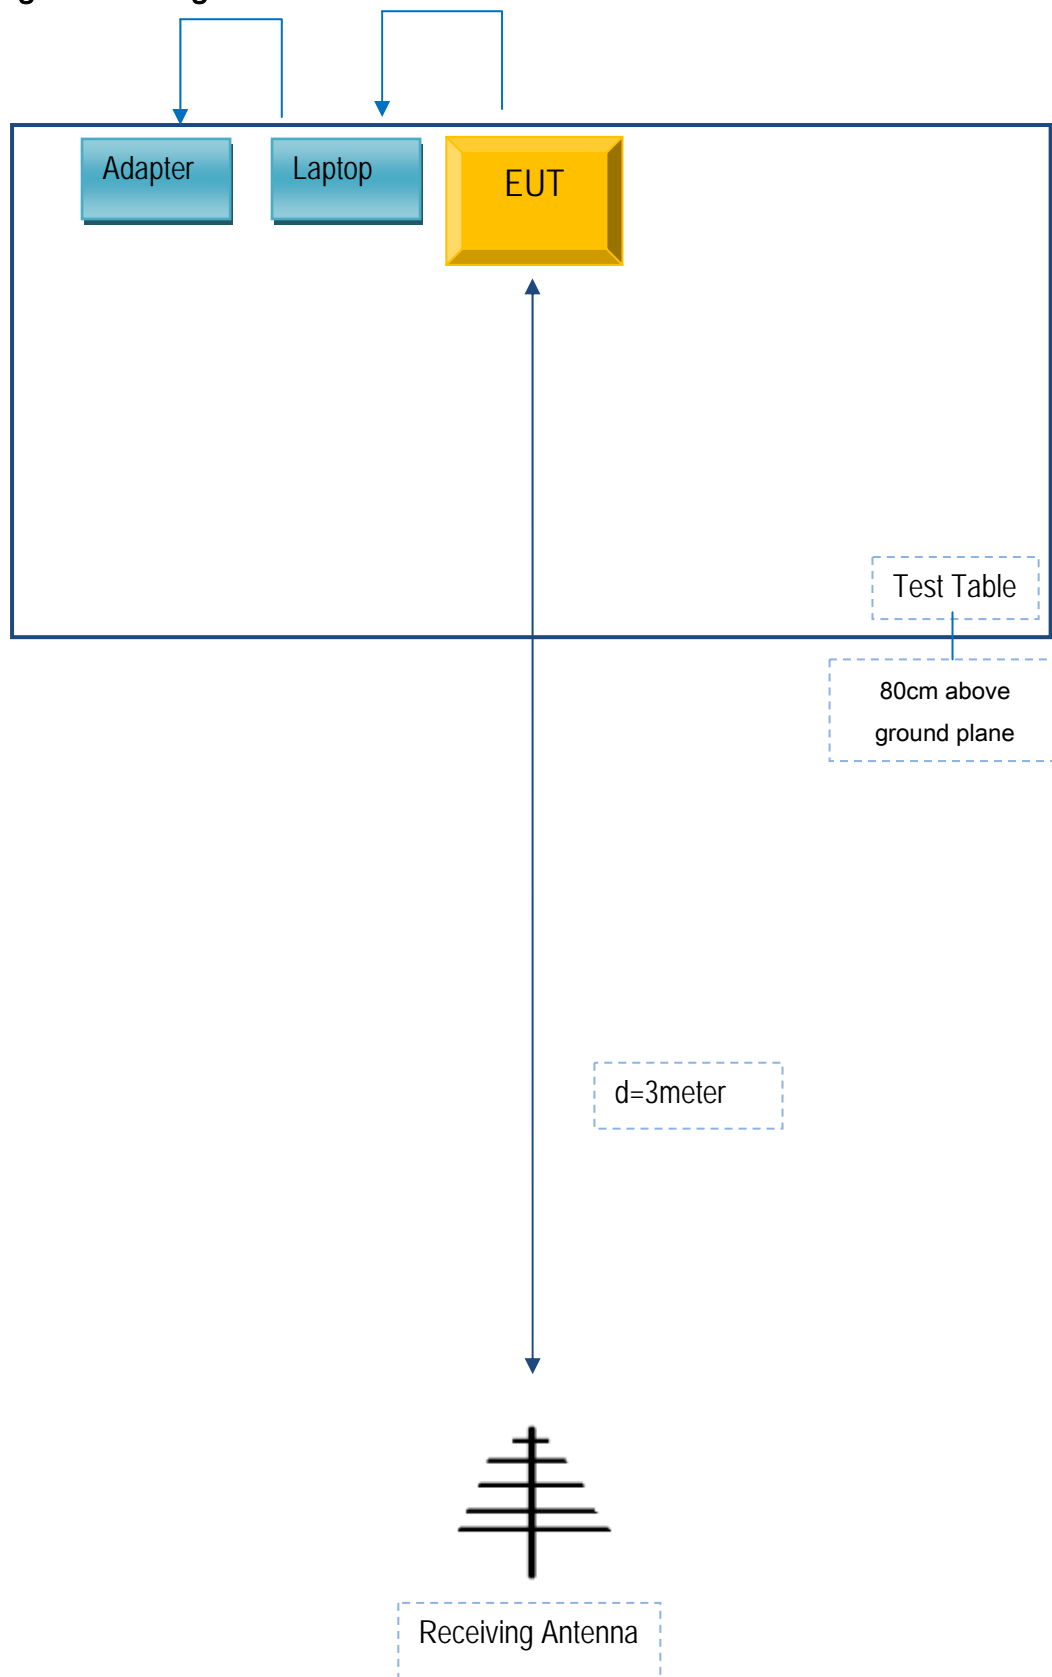 Adapter
Laptop
EUT
Test Table
80cm above
ground plane
d=3meter
Receiving Antenna